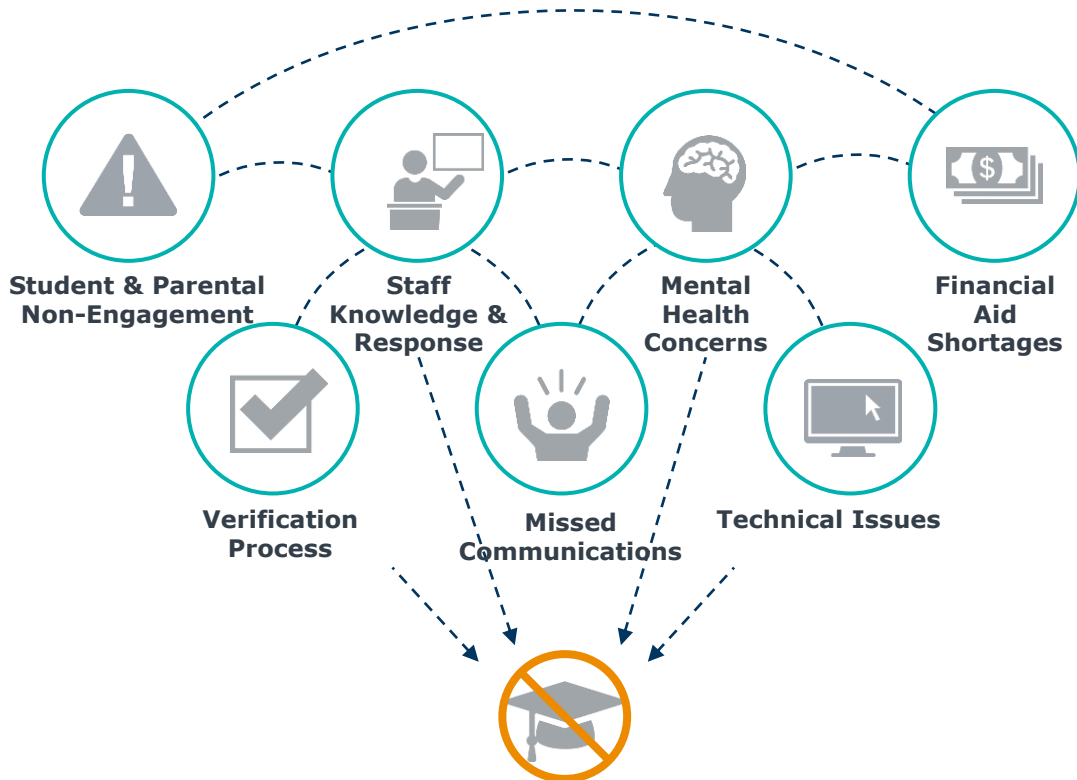 Student & Parental
Non-Engagement
Staff
Knowledge &
Response
Mental
Health
Concerns
Financial
Aid
Shortages
Verification
Process
Missed
Communications
Technical Issues
$